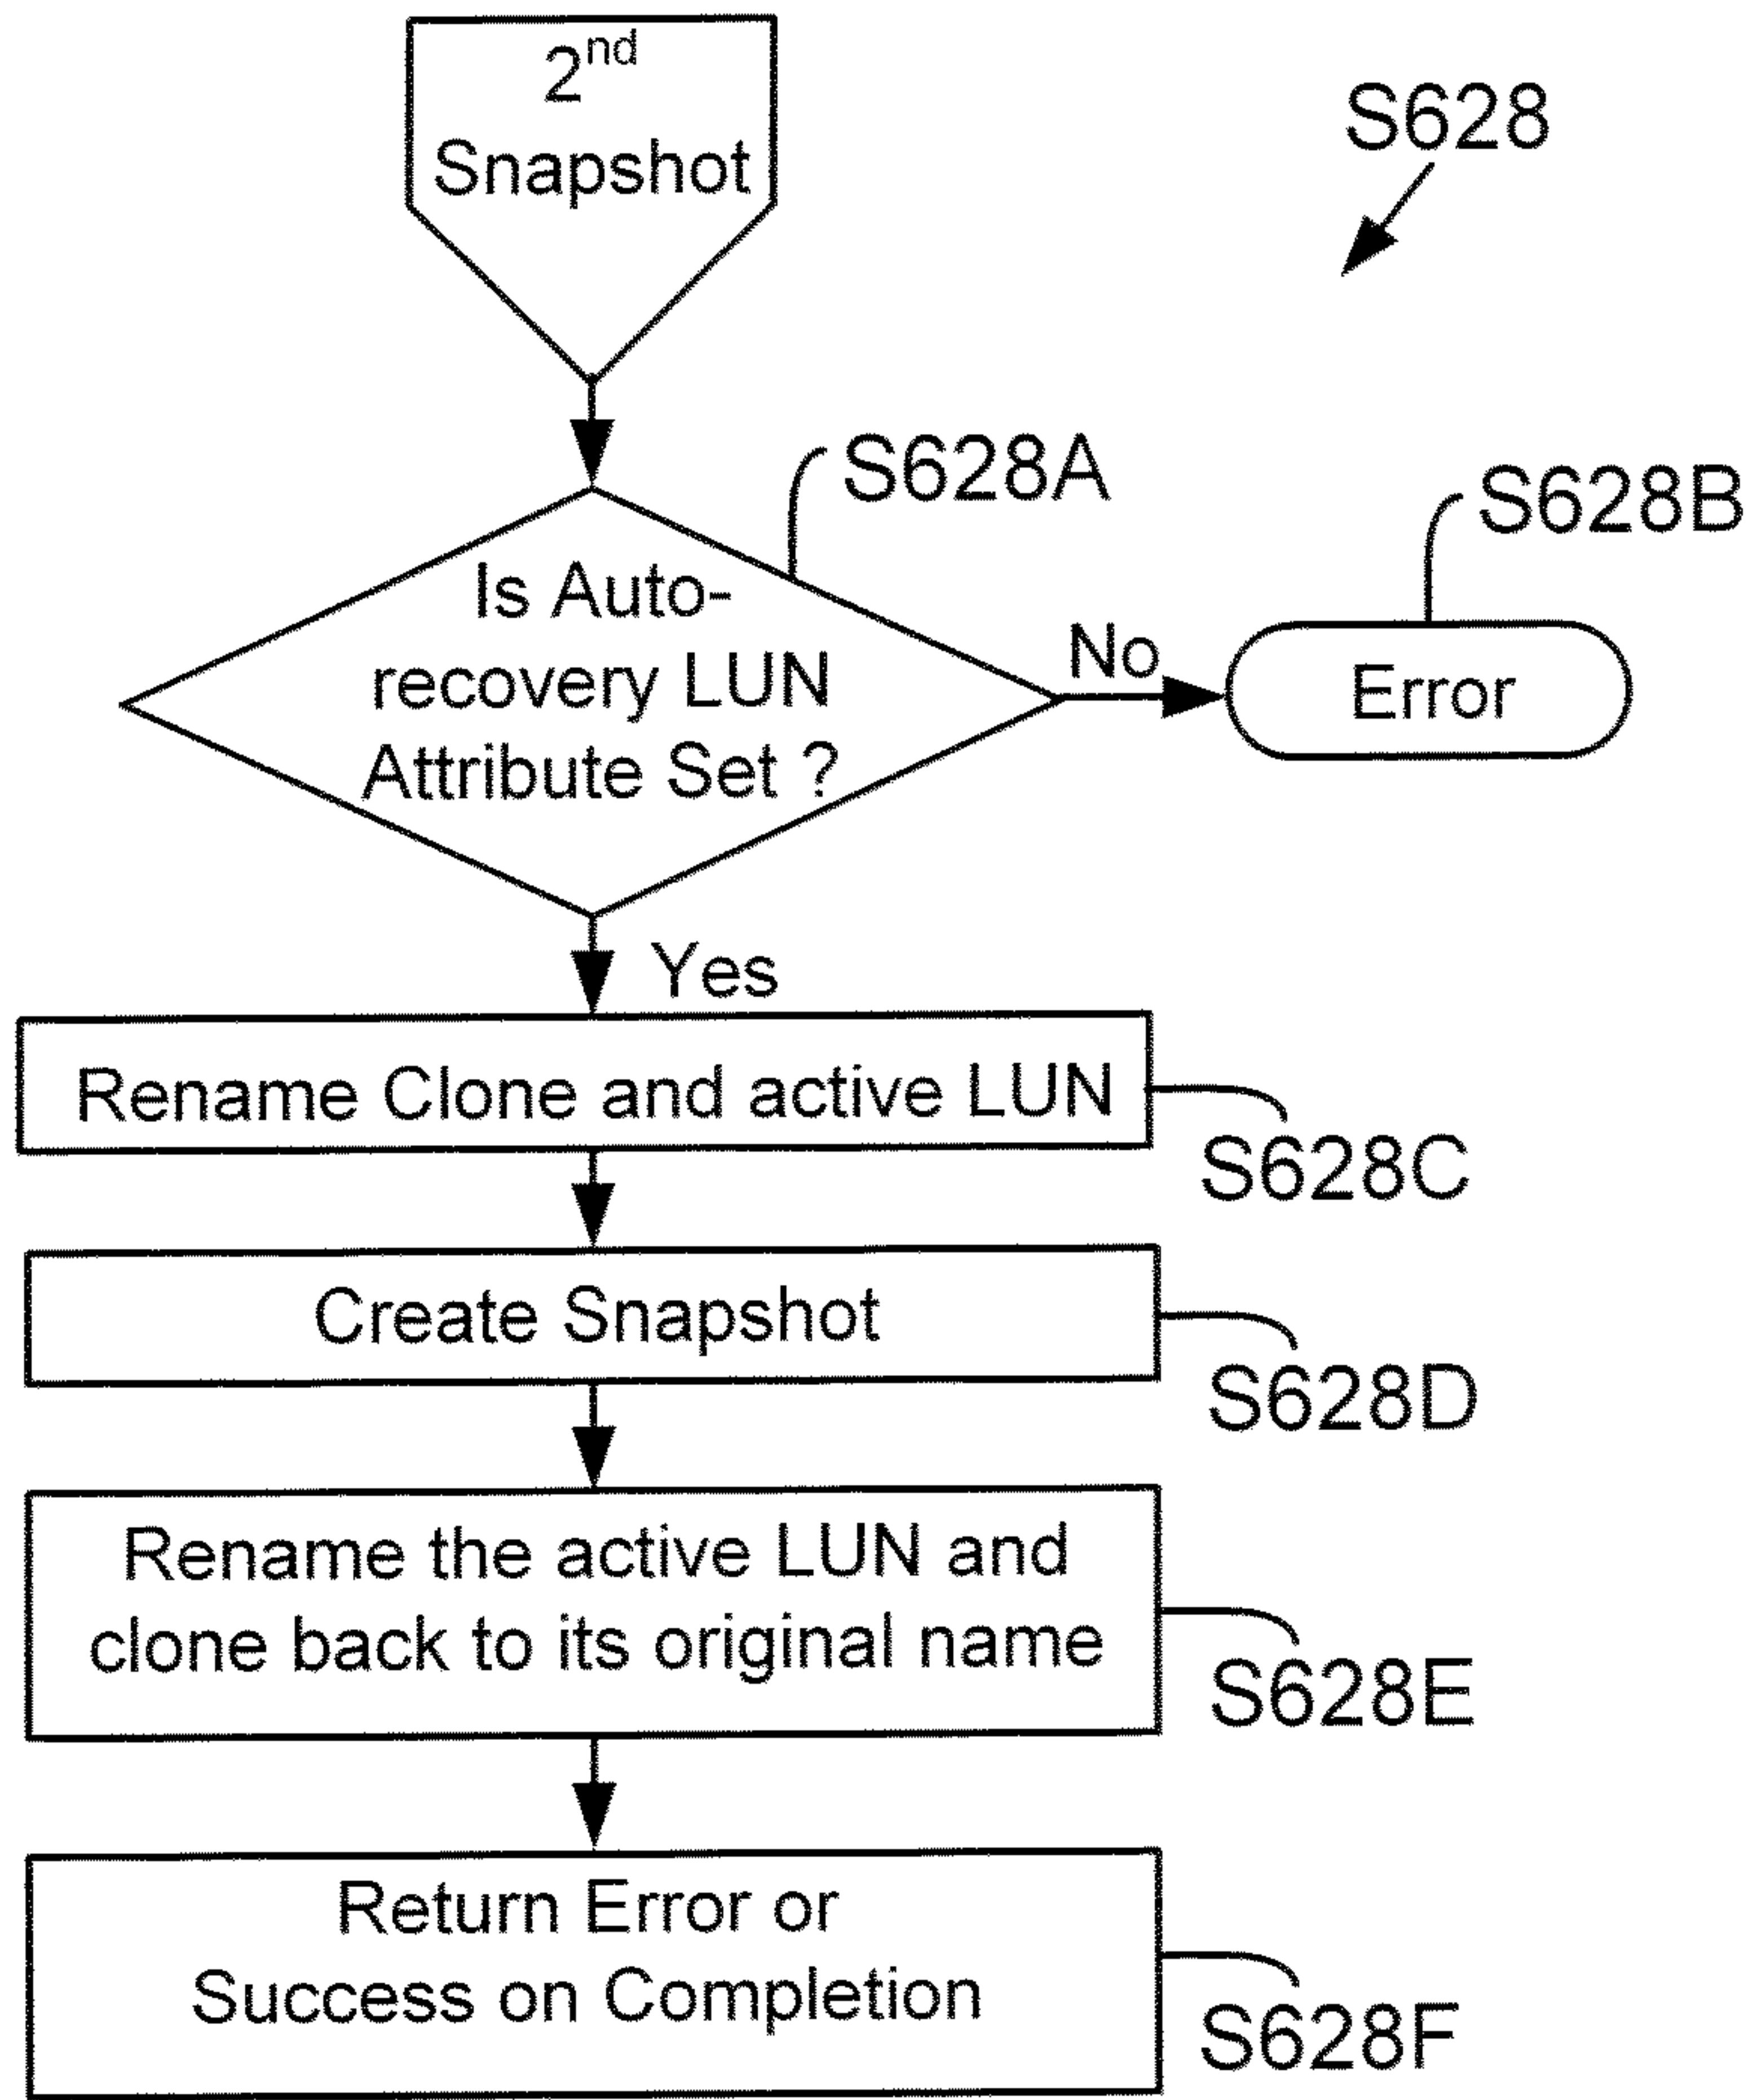 2nd
Snapshot
S628
S628A
S628B
Is Auto-
recovery LUN
Attribute Set ?
No
Error
Yes
Rename Clone and active LUN
S628C
Create Snapshot
S628D
Rename the active LUN and
clone back to its original name
S628E
Return Error or
Success on Completion
S628F